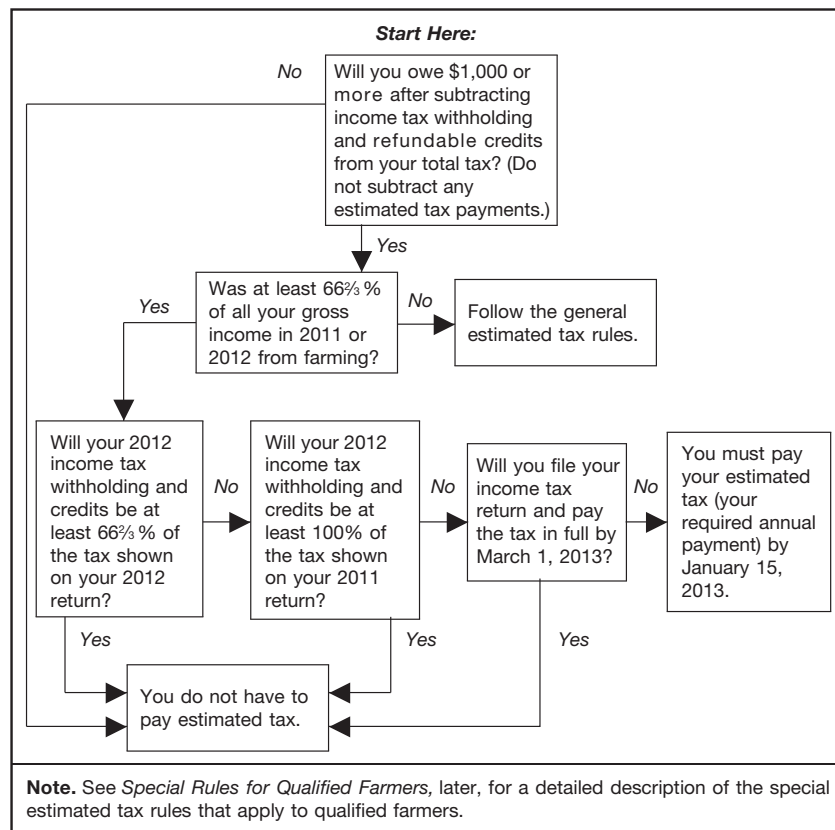 Start Here:
No
Will you owe $1,000 or
more after subtracting
income tax withholding
and refundable credits
from your total tax? (Do
not subtract any
estimated tax payments.)
Yes
Was at least 66⅔ %
of all your gross
income in 2011 or
2012 from farming?
Yes
No
Follow the general
estimated tax rules.
Will your 2012
income tax
withholding and
credits be at
least 66⅔ % of
the tax shown
on your 2012
return?
No
Will your 2012
income tax
withholding and
credits be at
least 100% of
the tax shown
on your 2011
return?
No
Will you file your
income tax
return and pay
the tax in full by
March 1, 2013?
No
You must pay
your estimated
tax (your
required annual
payment) by
January 15,
2013.
Yes
Yes
Yes
You do not have to
pay estimated tax.
Note. See Special Rules for Qualified Farmers, later, for a detailed description of the special
estimated tax rules that apply to qualified farmers.